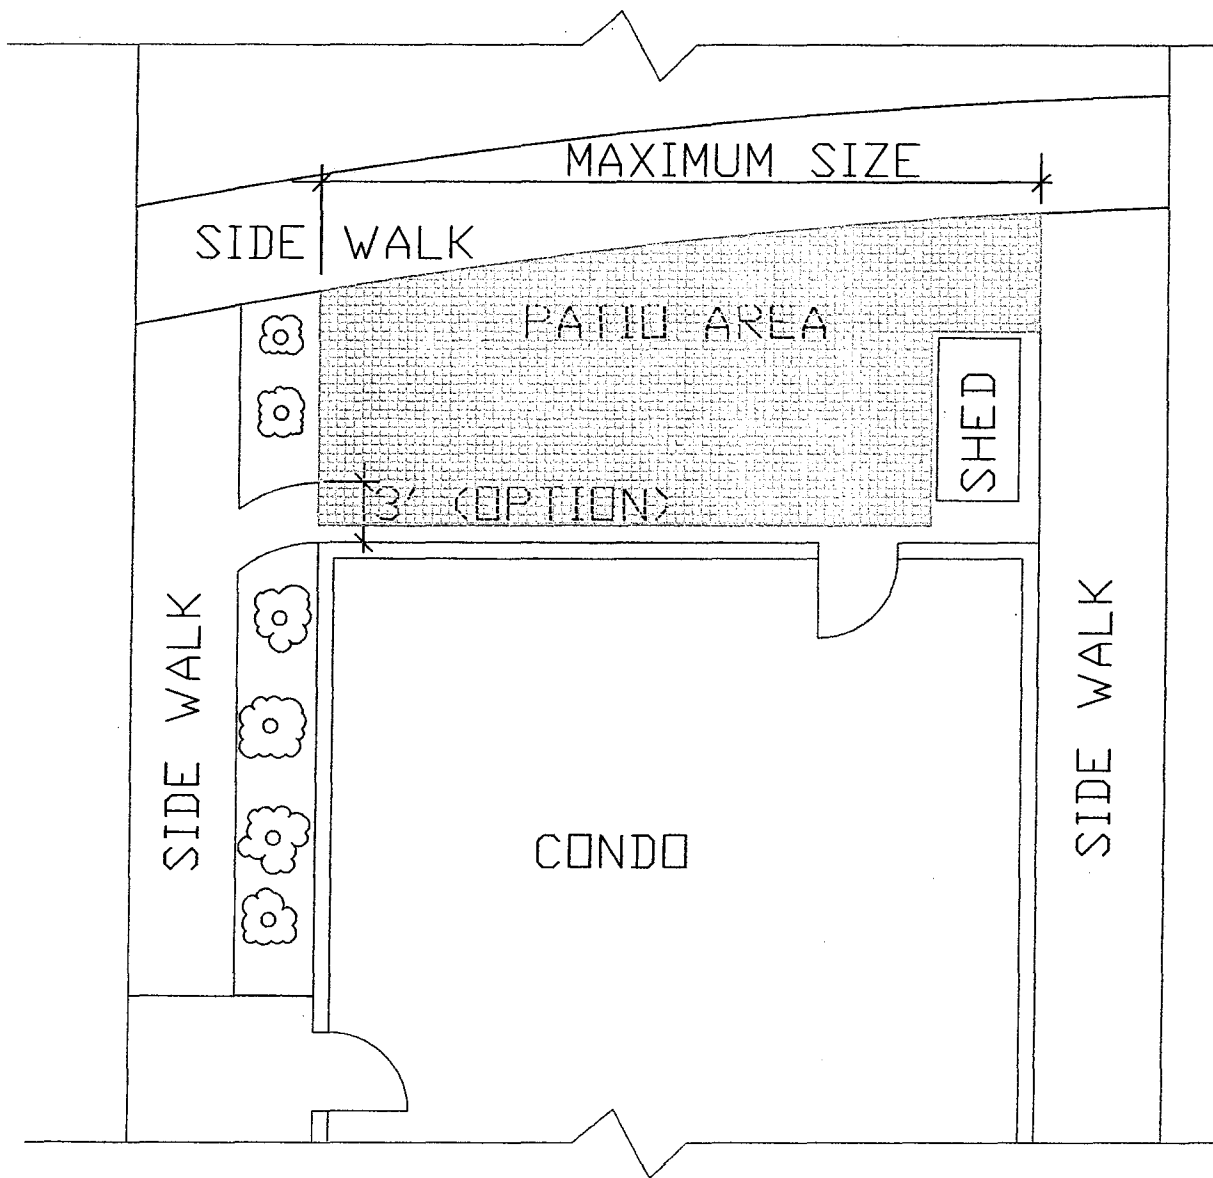 MAXIMUM SIZE
SIDE WALK
PATIO AREA
SHED
3' (OPTION)
SIDE WALK
SIDE WALK
CONDO